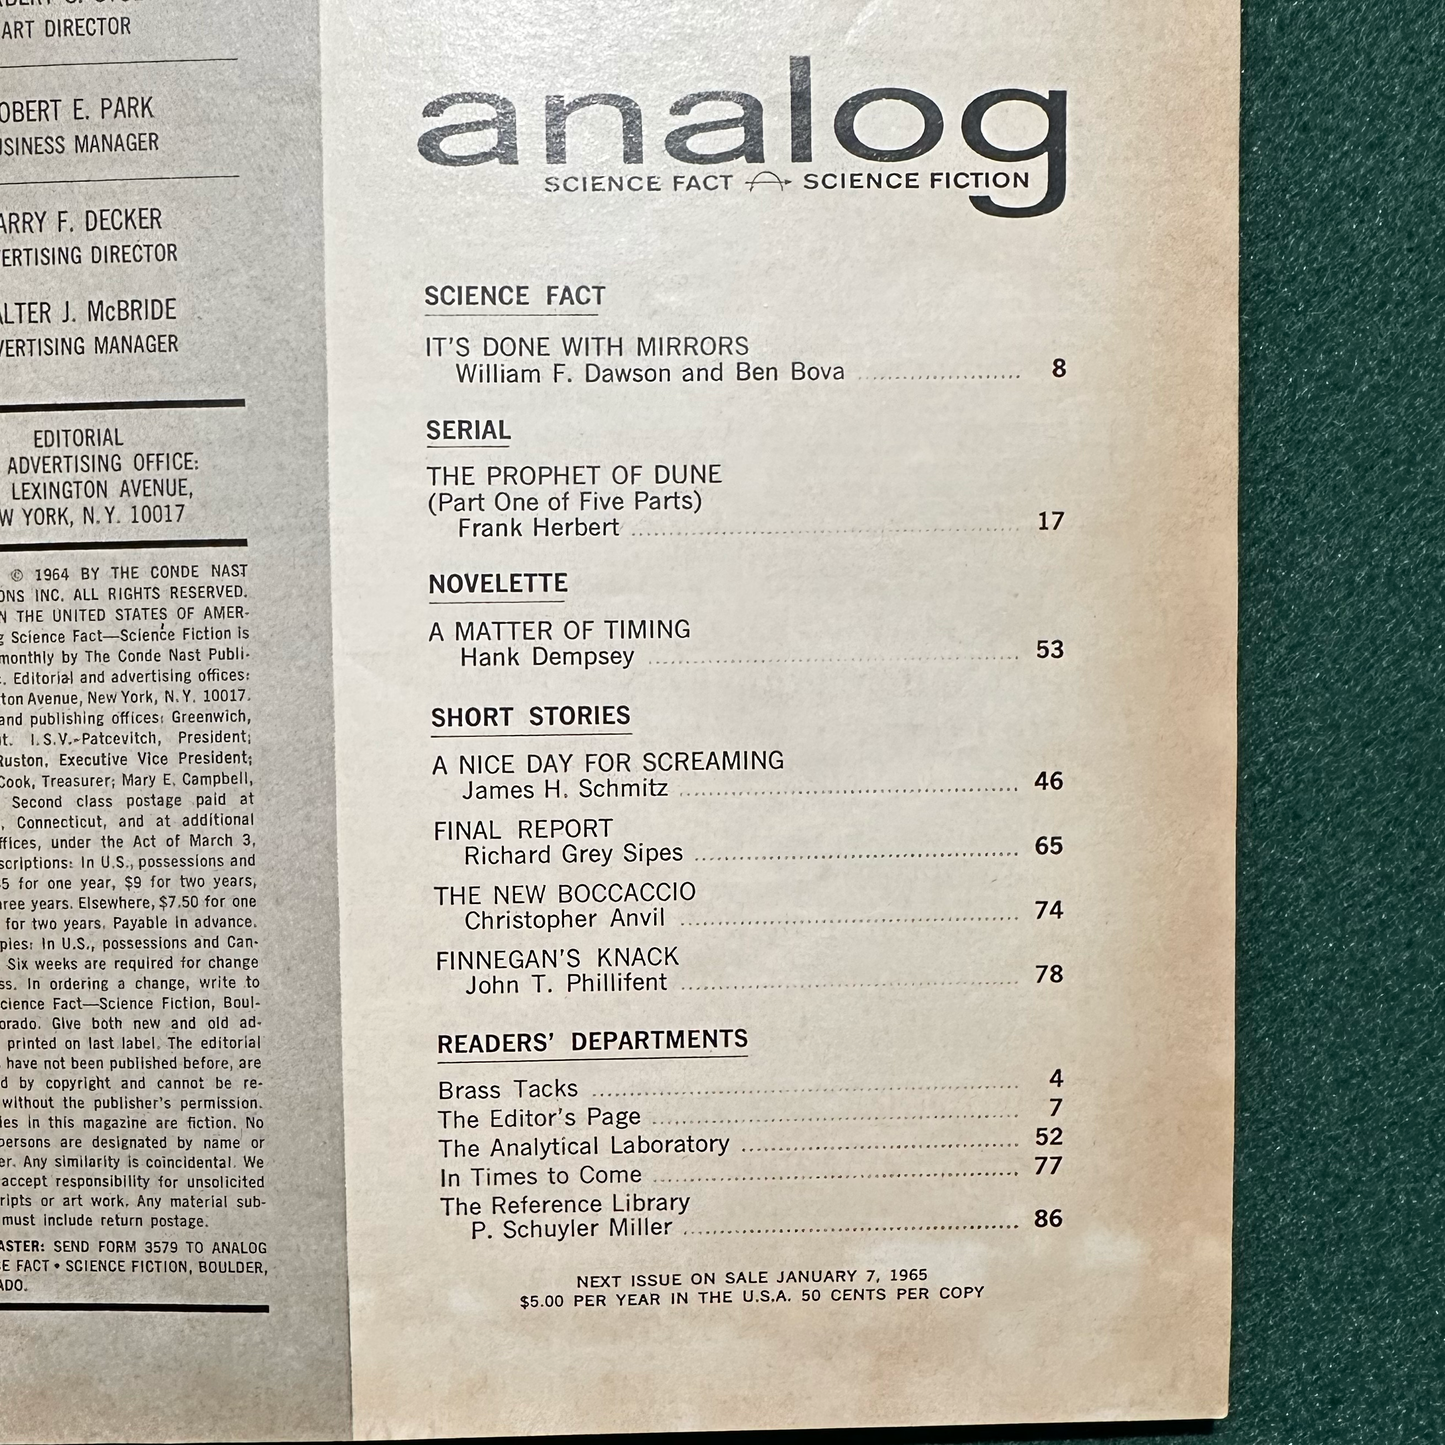 ART DIRECTOR
OBERT E. PARK
SINESS MANAGER
ARRY F. DECKER
ERTISING DIRECTOR
ALTER J. McBRIDE
VERTISING MANAGER
EDITORIAL
ADVERTISING OFFICE:
LEXINGTON AVENUE,
W YORK, N.Y. 10017
© 1964 BY THE CONDE NAST
ONS INC. ALL RIGHTS RESERVED.
N THE UNITED STATES OF AMER-
g Science Fact—Science Fiction is
monthly by The Conde Nast Publi-
c. Editorial and advertising offices:
ton Avenue, New York, N.Y. 10017.
and publishing offices: Greenwich,
t. I.S.V.-Patcevitch, President;
Ruston, Executive Vice President;
Cook, Treasurer; Mary E. Campbell,
Second class postage paid at
, Connecticut, and at additional
ffices, under the Act of March 3,
scriptions: In U.S., possessions and
5 for one year, $9 for two years,
hree years. Elsewhere, $7.50 for one
for two years. Payable in advance.
pies: In U.S., possessions and Can-
Six weeks are required for change
ss. In ordering a change, write to
cience Fact—Science Fiction, Boul-
orado. Give both new and old ad-
printed on last label. The editorial
have not been published before, are
d by copyright and cannot be re-
without the publisher's permission.
ies in this magazine are fiction. No
persons are designated by name or
er. Any similarity is coincidental. We
accept responsibility for unsolicited
ripts or art work. Any material sub-
must include return postage.
ASTER: SEND FORM 3579 TO ANALOG
E FACT • SCIENCE FICTION, BOULDER,
ADO.
analog
SCIENCE FACT SCIENCE FICTION
SCIENCE FACT
IT'S DONE WITH MIRRORS
William F. Dawson and Ben Bova ........ 8
SERIAL
THE PROPHET OF DUNE
(Part One of Five Parts)
Frank Herbert ........ 17
NOVELETTE
A MATTER OF TIMING
Hank Dempsey ........ 53
SHORT STORIES
A NICE DAY FOR SCREAMING
James H. Schmitz ........ 46
FINAL REPORT
Richard Grey Sipes ........ 65
THE NEW BOCCACCIO
Christopher Anvil ........ 74
FINNEGAN'S KNACK
John T. Phillifent ........ 78
READERS' DEPARTMENTS
Brass Tacks ........ 4
The Editor's Page ........ 7
The Analytical Laboratory ........ 52
In Times to Come ........ 77
The Reference Library
P. Schuyler Miller ........ 86
NEXT ISSUE ON SALE JANUARY 7, 1965
$5.00 PER YEAR IN THE U.S.A. 50 CENTS PER COPY